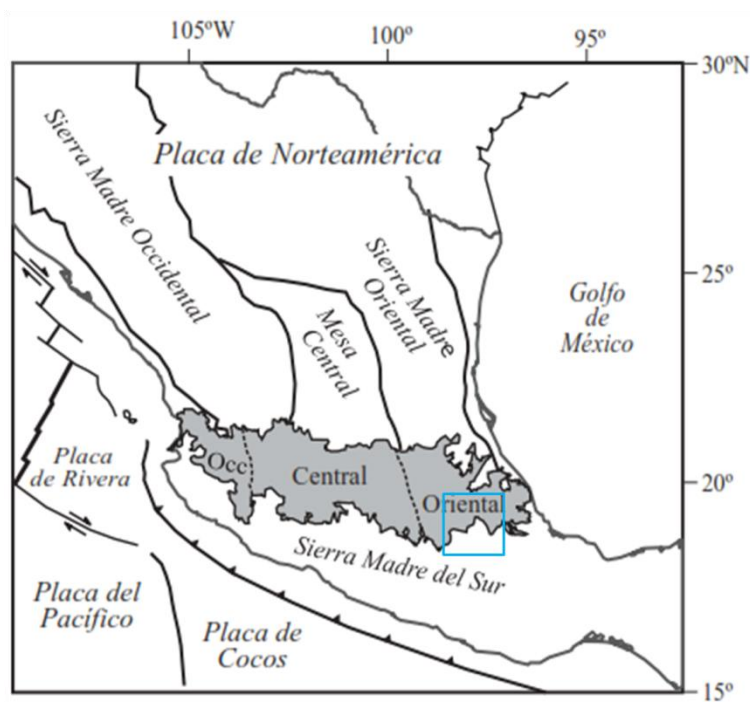 105ºW
100º
95º
30ºN
Placa de Norteamérica
Sierra Madre Occidental
Sierra Madre
Oriental
25º
Golfo
de
México
Mesa
Central
Placa
de Rivera
Occ
Central
Oriental
20º
Sierra Madre del Sur
Placa del
Pacífico
Placa de
Cocos
15º